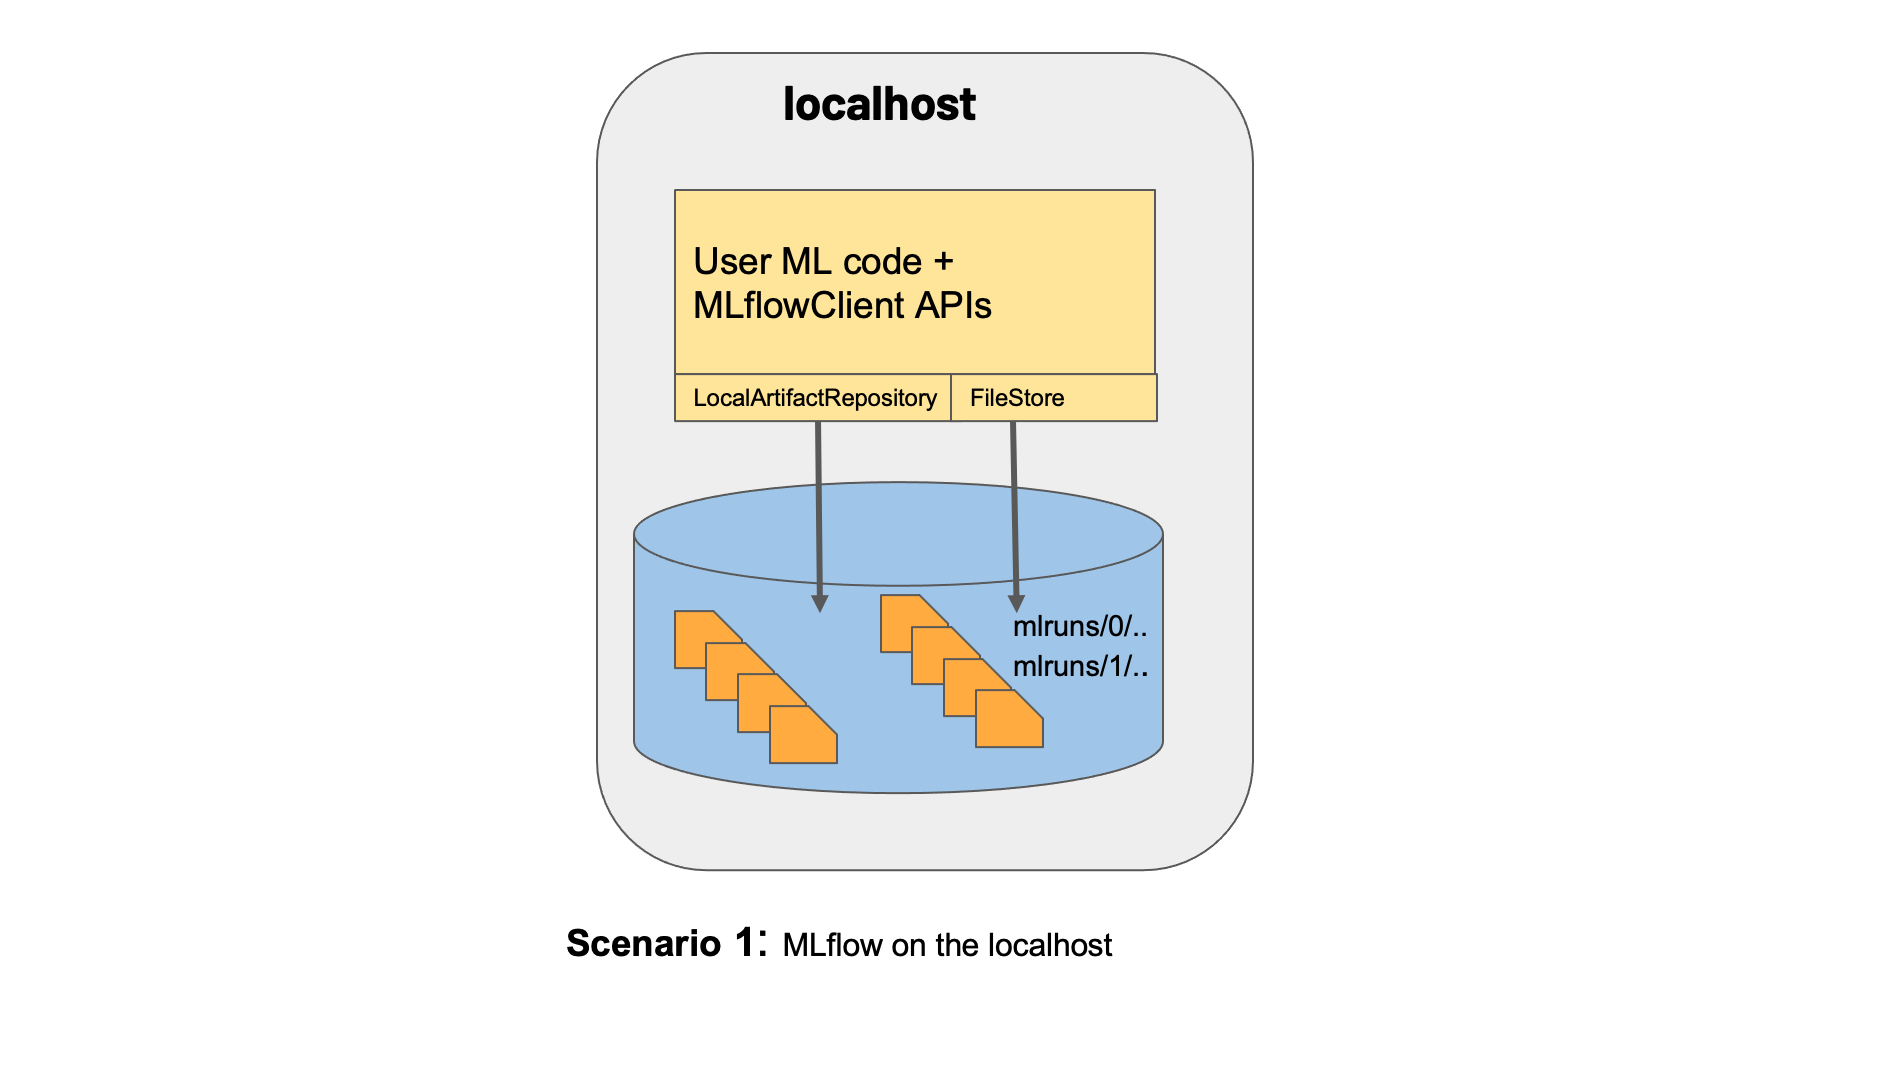 localhost
User ML code +
MLflowClient APIs
LocalArtifactRepository
FileStore
mlruns/0/..
mlruns/1/..
Scenario 1: MLflow on the localhost